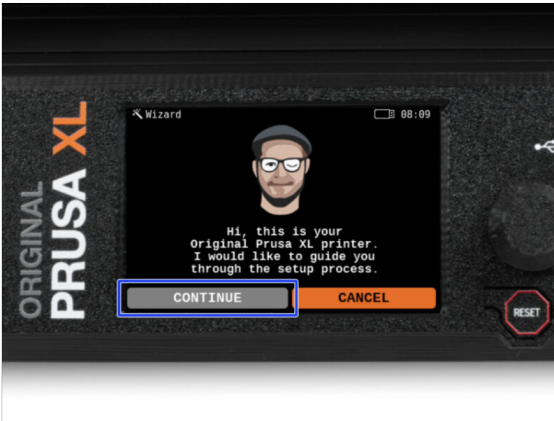 ORIGINAL
PRUSA XL
Wizard
08:09
Hi, this is your
Original Prusa XL printer.
I would like to guide you
through the setup process.
CONTINUE
CANCEL
RESET